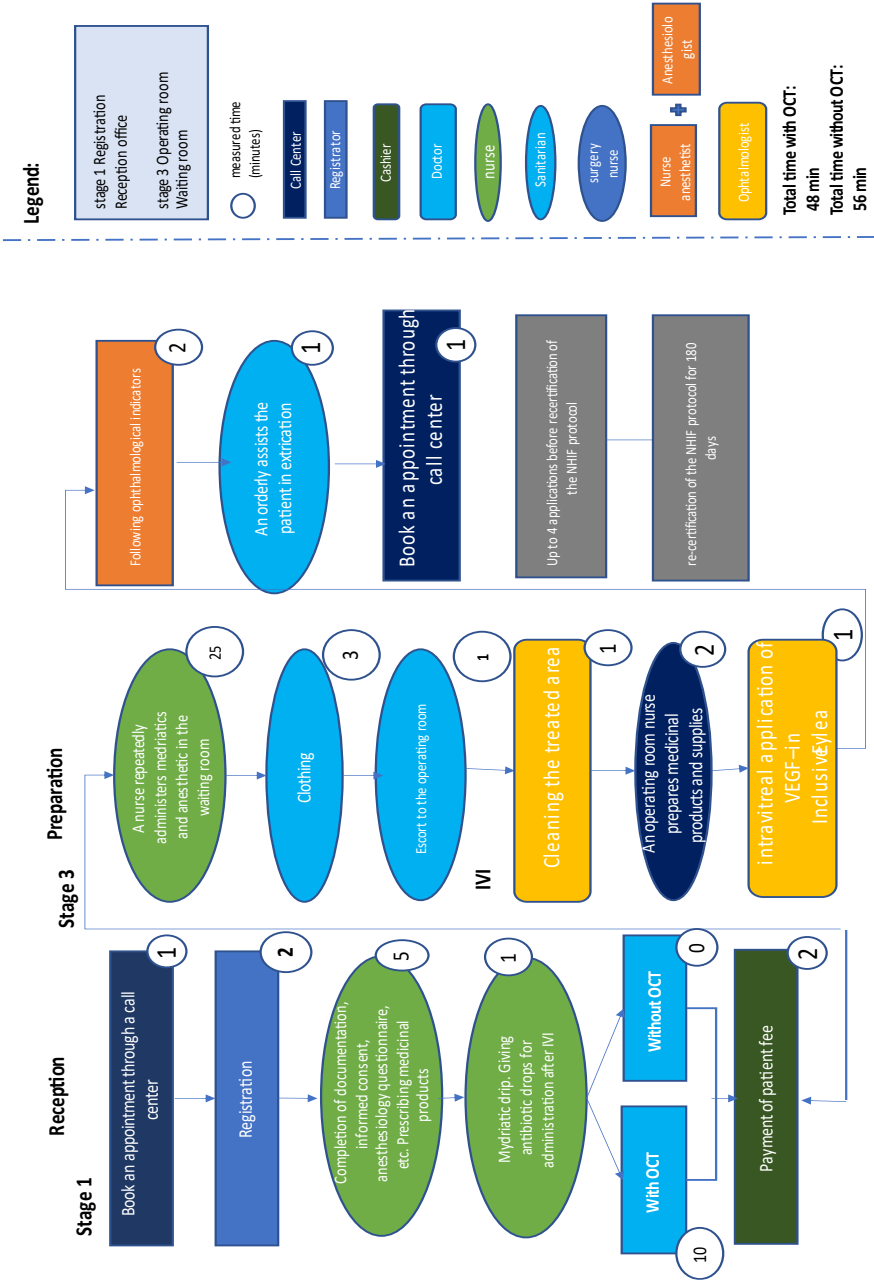 Reception
Stage 1
Book an appointment through a call
center
1
Registration
2
Completion of documentation,
informed consent,
anesthesiology questionnaire,
etc. Prescribing medicinal
products
5
Mydriatic drip. Giving
antibiotic drops for
administration after IVI
1
With OCT
10
Without OCT
0
Payment of patient fee
2
Preparation
Stage 3
A nurse repeatedly
administers medriatics
and anesthetic in the
waiting room
25
Clothing
3
Escort to the operating room
1
IVI
Cleaning the treated area
1
An operating room nurse
prepares medicinal
products and supplies
2
intravitreal application of
VEGF-in
InclusiveEylea
1
Following ophthalmological indicators
2
An orderly assists the
patient in extrication
1
Book an appointment through
call center
1
Up to 4 applications before recertification of
the NHIF protocol
re-certification of the NHIF protocol for 180
days
Legend:
stage 1 Registration
Reception office
stage 3 Operating room
Waiting room
measured time
(minutes)
Call Center
Registrator
Cashier
Doctor
nurse
Sanitarian
surgery
nurse
Nurse
anesthetist
Anesthesiolo
gist
Ophtalmologist
Total time with OCT:
48 min
Total time without OCT:
56 min